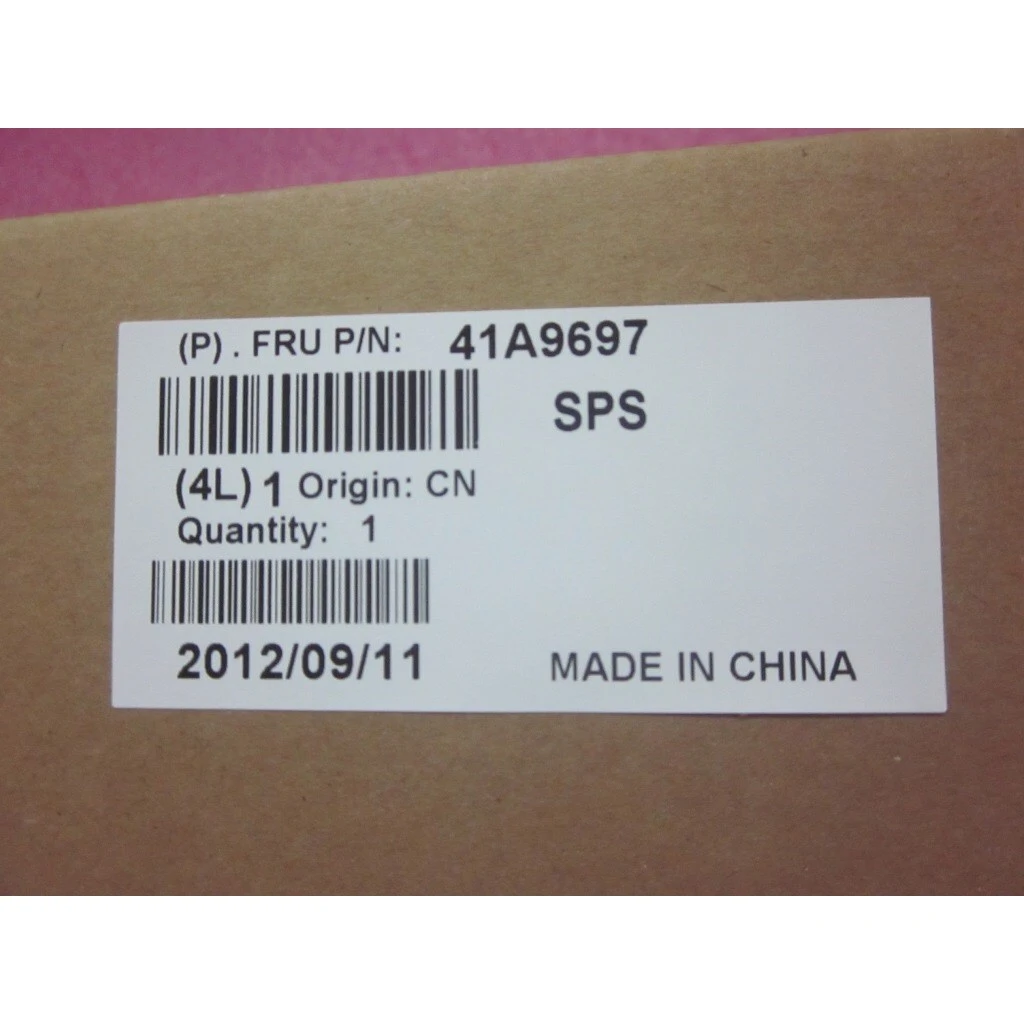 (P) . FRU P/N: 41A9697
SPS
(4L) 1 Origin: CN
Quantity: 1
2012/09/11
MADE IN CHINA